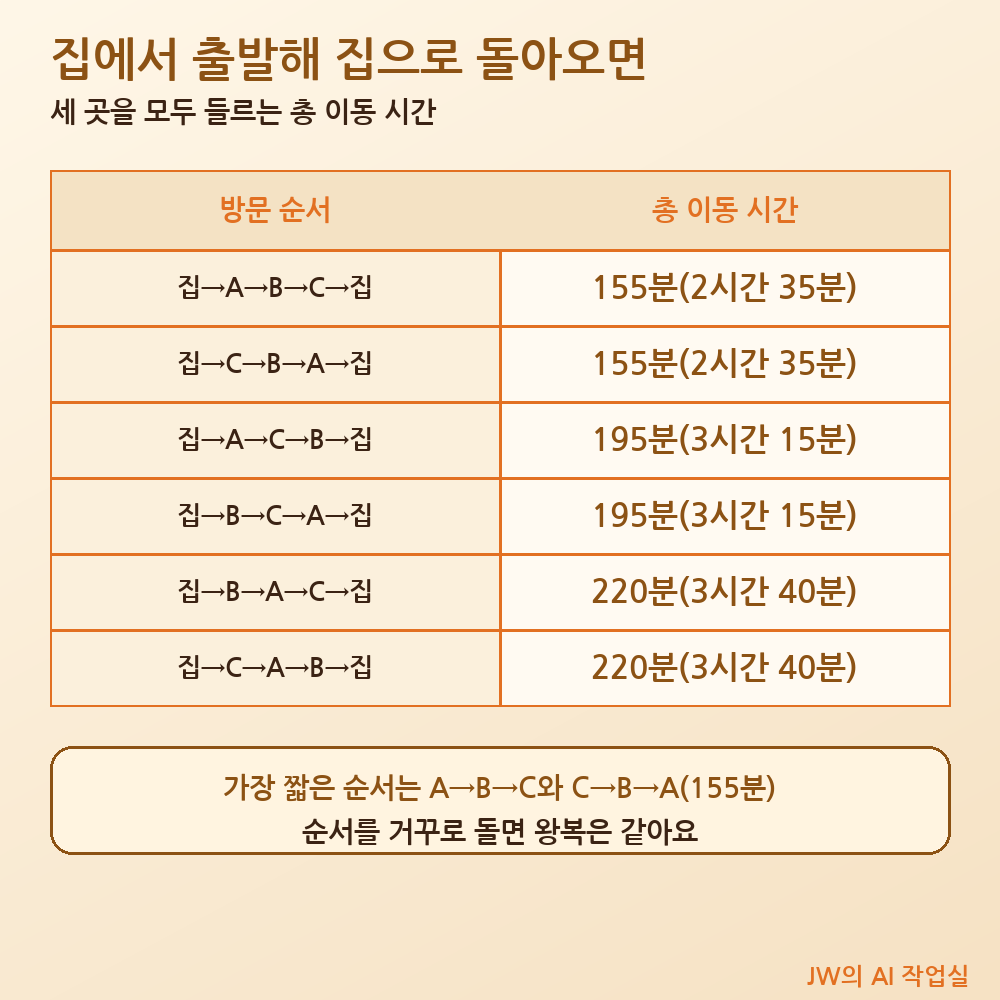 집에서 출발해 집으로 돌아오면
세 곳을 모두 들르는 총 이동 시간
방문 순서 총 이동 시간
집→A→B→C→집 155분(2시간 35분)
집→C→B→A→집 155분(2시간 35분)
집→A→C→B→집 195분(3시간 15분)
집→B→C→A→집 195분(3시간 15분)
집→B→A→C→집 220분(3시간 40분)
집→C→A→B→집 220분(3시간 40분)
가장 짧은 순서는 A→B→C와 C→B→A(155분)
순서를 거꾸로 돌면 왕복은 같아요
JW의 AI 작업실